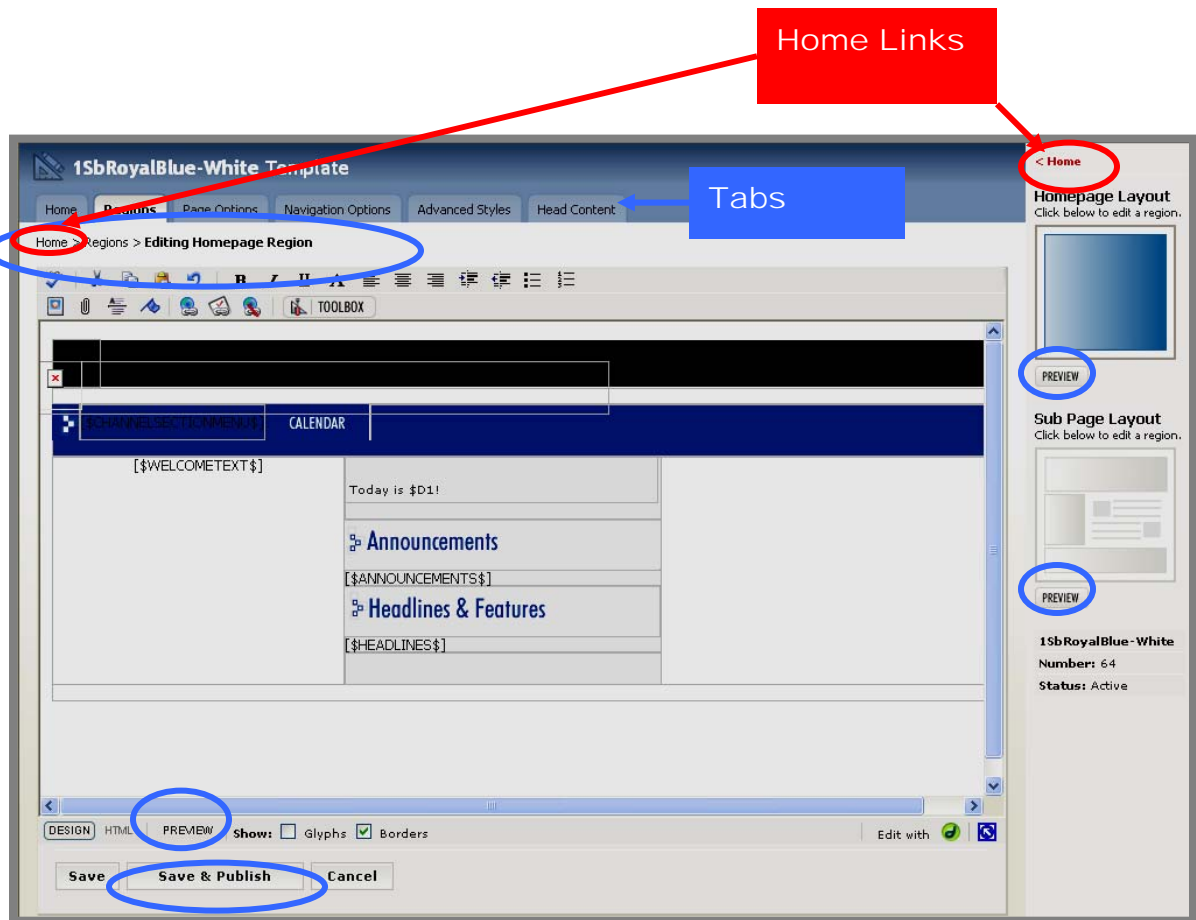 Home Links
1SbRoyalBlue-White Template
< Home
Home Regions Page Options Navigation Options Advanced Styles Head Content
Tabs
Homepage Layout
Click below to edit a region.
Home > Regions > Editing Homepage Region
B I U A
TOOLBOX
PREVIEW
$CHANNELSECTIONMENU$
CALENDAR
Sub Page Layout
Click below to edit a region.
[$WELCOMETEXT$]
Today is $D1!
Announcements
[$ANNOUNCEMENTS$]
Headlines & Features
[$HEADLINES$]
PREVIEW
1SbRoyalBlue-White
Number: 64
Status: Active
DESIGN HTML PREVIEW Show: Glyphs Borders Edit with
Save Save & Publish Cancel